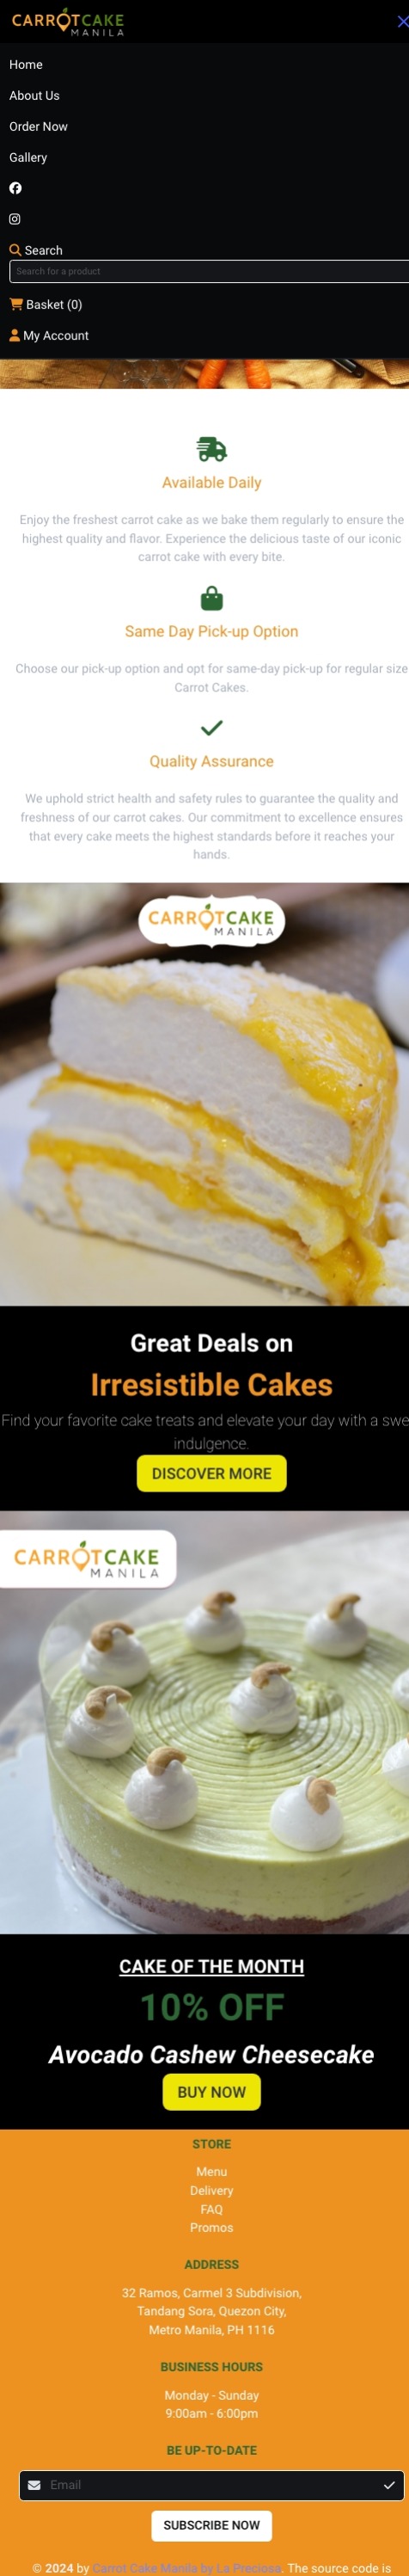 CARROTCAKE
MANILA
Home
About Us
Order Now
Gallery
Search
Search for a product
Basket (0)
My Account
Available Daily
Enjoy the freshest carrot cake as we bake them regularly to ensure the
highest quality and flavor. Experience the delicious taste of our iconic
carrot cake with every bite.
Same Day Pick-up Option
Choose our pick-up option and opt for same-day pick-up for regular size
Carrot Cakes.
Quality Assurance
We uphold strict health and safety rules to guarantee the quality and
freshness of our carrot cakes. Our commitment to excellence ensures
that every cake meets the highest standards before it reaches your
hands.
CARROTCAKE
MANILA
Great Deals on
Irresistible Cakes
Find your favorite cake treats and elevate your day with a swe
indulgence.
DISCOVER MORE
CARROTCAKE
MANILA
CAKE OF THE MONTH
10% OFF
Avocado Cashew Cheesecake
BUY NOW
STORE
Menu
Delivery
FAQ
Promos
ADDRESS
32 Ramos, Carmel 3 Subdivision,
Tandang Sora, Quezon City,
Metro Manila, PH 1116
BUSINESS HOURS
Monday - Sunday
9:00am - 6:00pm
BE UP-TO-DATE
Email
SUBSCRIBE NOW
© 2024 by Carrot Cake Manila by La Preciosa. The source code is